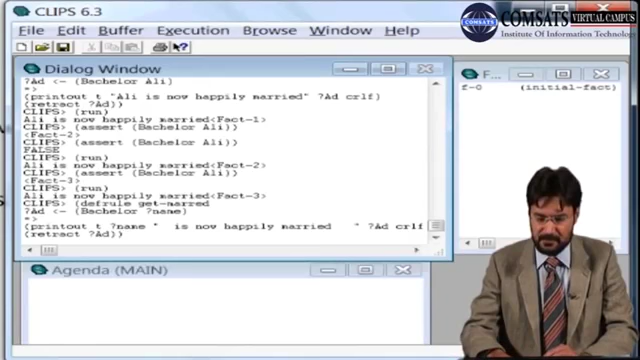 CLIPS 6.3
COMSATS VIRTUAL CAMPUS
Institute Of Information Technology
COMSATS
File Edit Buffer Execution Browse Window Help
Dialog Window
?Ad <- (Bachelor Ali)
=>
(printout t "Ali is now happily married" ?Ad crlf)
(retract ?Ad))
CLIPS> (run)
Ali is now happily married<Fact-1>
CLIPS> (assert (Bachelor Ali))
<Fact-2>
CLIPS> (assert (Bachelor Ali))
FALSE
CLIPS> (run)
Ali is now happily married<Fact-2>
CLIPS> (assert (Bachelor Ali))
<Fact-3>
CLIPS> (run)
Ali is now happily married<Fact-3>
CLIPS> (defrule get-marred
?Ad <- (Bachelor ?name)
=>
(printout t ?name " is now happily married " ?Ad crlf
(retract ?Ad))
F...
f-0 (initial-fact)
Agenda (MAIN)